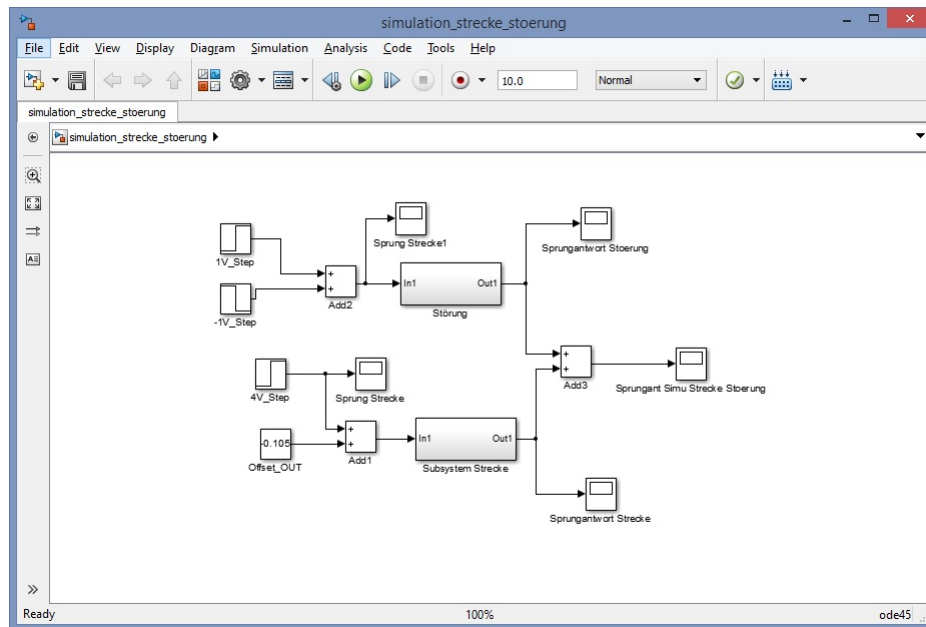 simulation_strecke_stoerung
File Edit View Display Diagram Simulation Analysis Code Tools Help
10.0 Normal
simulation_strecke_stoerung
simulation_strecke_stoerung
Sprung Strecke1
Sprungantwort Stoerung
1V_Step
+
+
Add2
In1 Out1
Störung
-1V_Step
4V_Step
Sprung Strecke
+
+
Add3
Sprungant Simu Strecke Stoerung
-0.105
Offset_OUT
+
+
Add1
In1 Out1
Subsystem Strecke
Sprungantwort Strecke
Ready 100% ode45